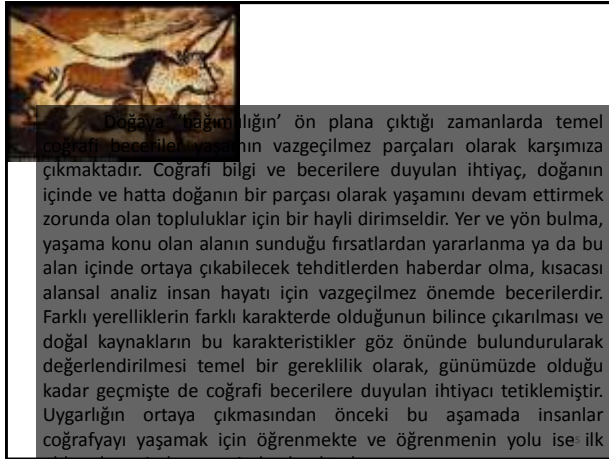 Doğaya ‘bağımlılığın’ ön plana çıktığı zamanlarda temel
coğrafi beceriler yaşamın vazgeçilmez parçaları olarak karşımıza
çıkmaktadır. Coğrafi bilgi ve becerilere duyulan ihtiyaç, doğanın
içinde ve hatta doğanın bir parçası olarak yaşamını devam ettirmek
zorunda olan topluluklar için bir hayli dirimseldir. Yer ve yön bulma,
yaşama konu olan alanın sunduğu fırsatlardan yararlanma ya da bu
alan içinde ortaya çıkabilecek tehditlerden haberdar olma, kısacası
alansal analiz insan hayatı için vazgeçilmez önemde becerilerdir.
Farklı yerelliklerin farklı karakterde olduğunun bilince çıkarılması ve
doğal kaynakların bu karakteristikler göz önünde bulundurularak
değerlendirilmesi temel bir gereklilik olarak, günümüzde olduğu
kadar geçmişte de coğrafi becerilere duyulan ihtiyacı tetiklemiştir.
Uygarlığın ortaya çıkmasından önceki bu aşamada insanlar
coğrafyayı yaşamak için öğrenmekte ve öğrenmenin yolu ise ilk